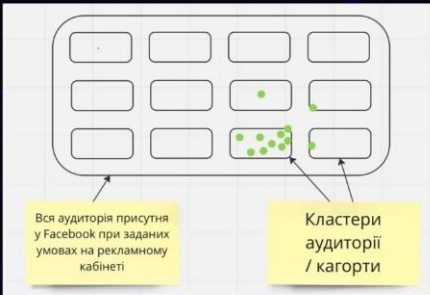 Вся аудиторія присутня
у Facebook при заданих
умовах на рекламному
кабінеті
Кластери
аудиторії
/ кагорти